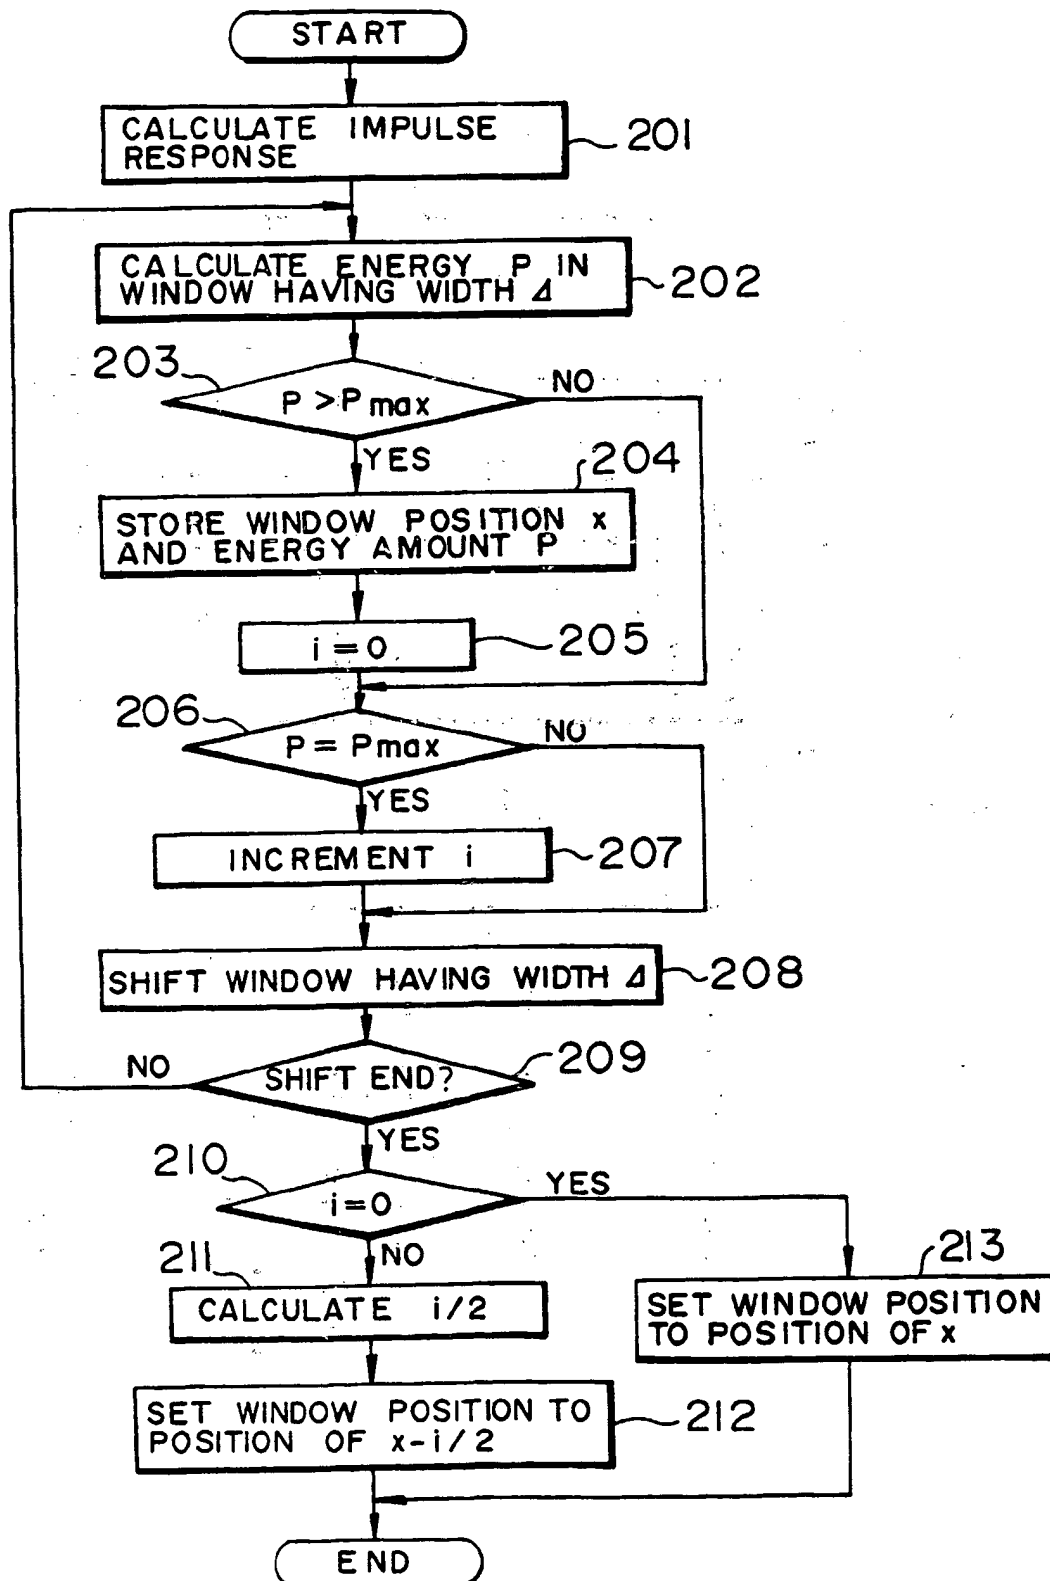 START
CALCULATE IMPULSE
RESPONSE
201
CALCULATE ENERGY P IN
WINDOW HAVING WIDTH Δ
202
203
P > Pmax
NO
YES
204
STORE WINDOW POSITION x
AND ENERGY AMOUNT P
i = 0
205
206
P = Pmax
NO
YES
INCREMENT i
207
SHIFT WINDOW HAVING WIDTH Δ
208
NO
SHIFT END?
209
YES
210
i = 0
YES
NO
211
CALCULATE i/2
213
SET WINDOW POSITION
TO POSITION OF x
SET WINDOW POSITION TO
POSITION OF x-i/2
212
END